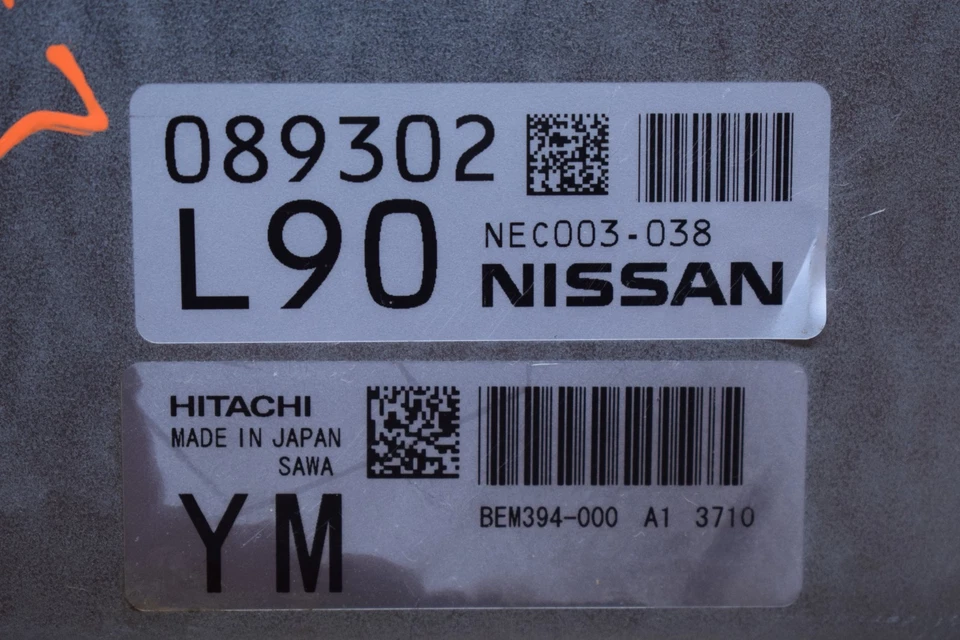 089302
L90
NEC003-038
NISSAN
HITACHI
MADE IN JAPAN
SAWA
YM
BEM394-000 A1 3710